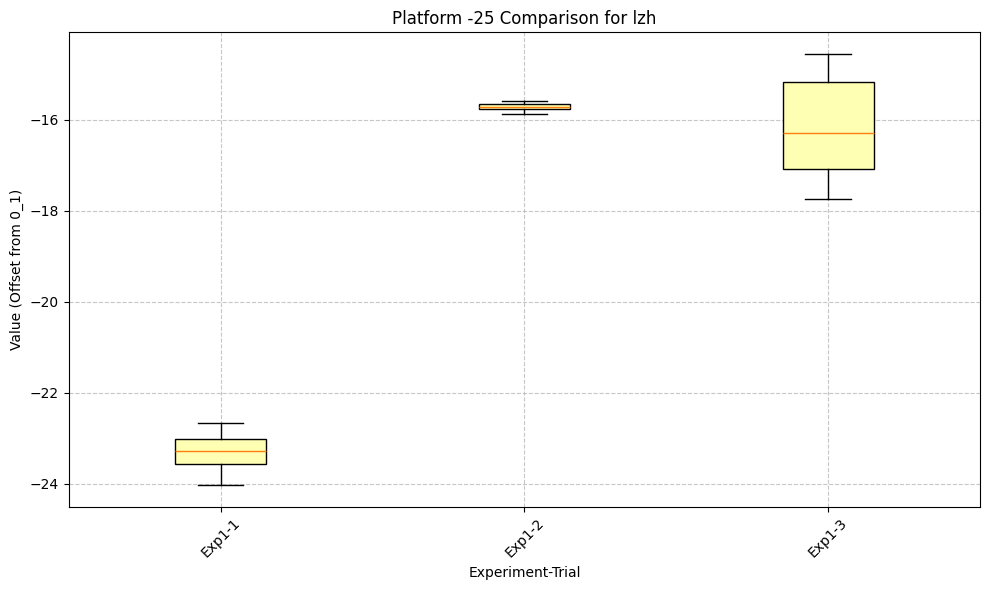 Platform -25 Comparison for lzh
Value (Offset from 0_1)
−16
−18
−20
−22
−24
Exp1-1
Exp1-2
Exp1-3
Experiment-Trial